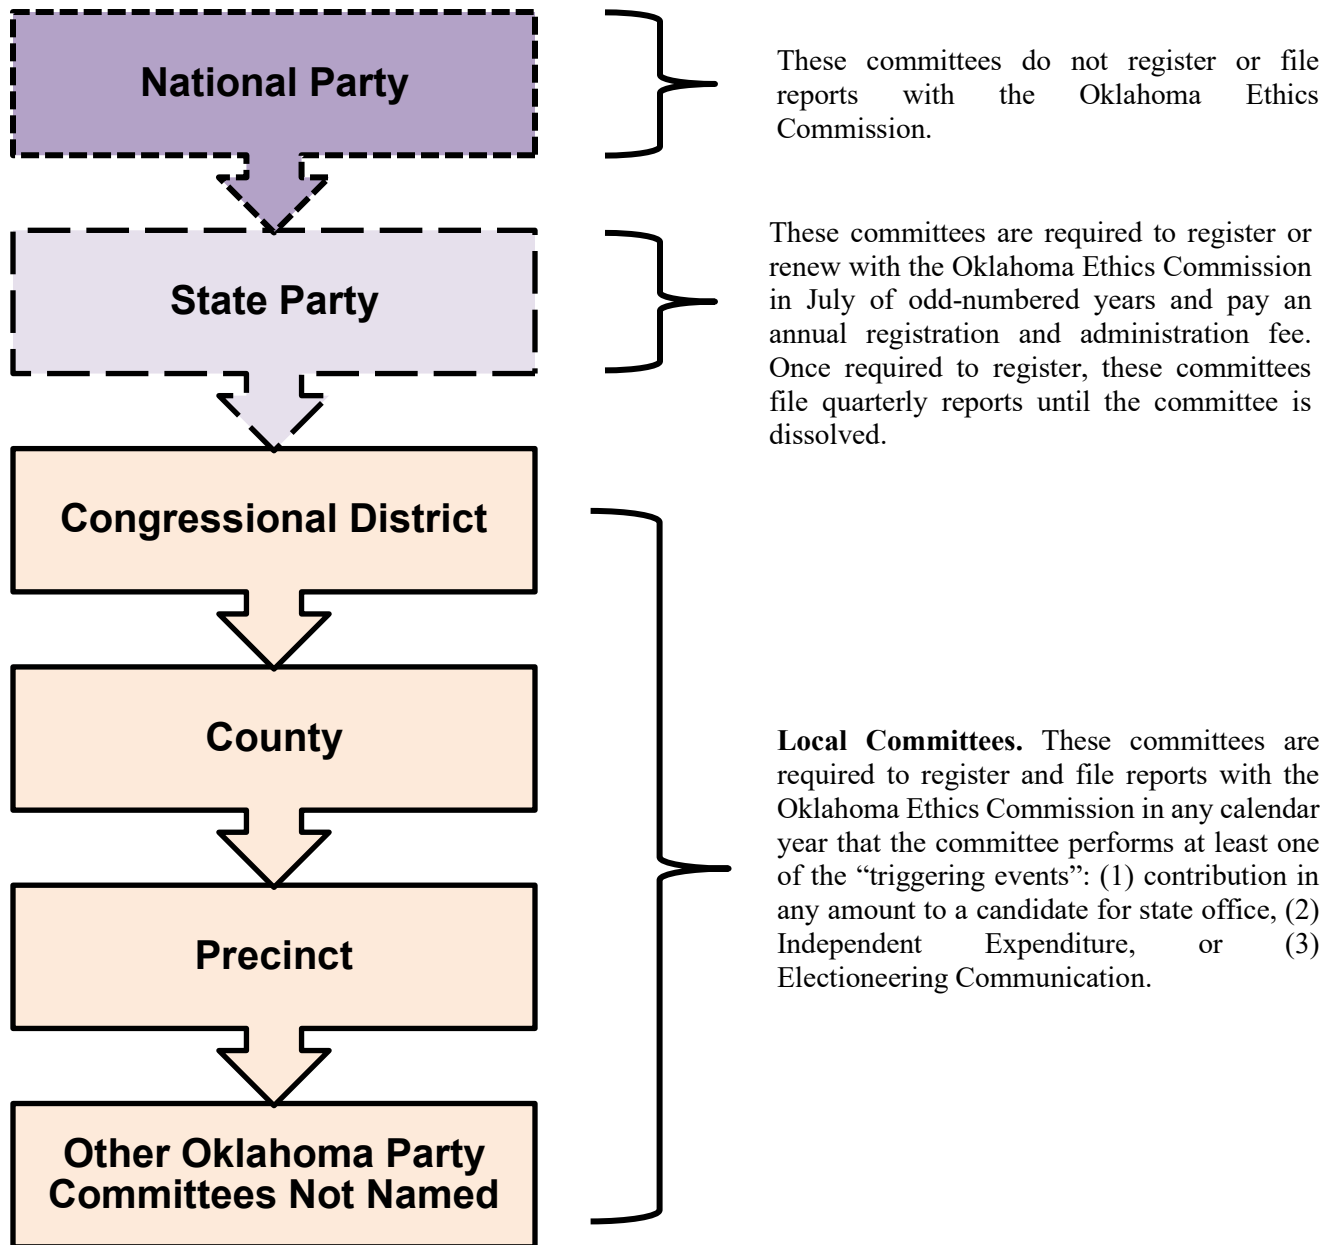 National Party
These committees do not register or file
reports with the Oklahoma Ethics
Commission.
State Party
These committees are required to register or
renew with the Oklahoma Ethics Commission
in July of odd-numbered years and pay an
annual registration and administration fee.
Once required to register, these committees
file quarterly reports until the committee is
dissolved.
Congressional District
County
Precinct
Other Oklahoma Party
Committees Not Named
Local Committees. These committees are
required to register and file reports with the
Oklahoma Ethics Commission in any calendar
year that the committee performs at least one
of the “triggering events”: (1) contribution in
any amount to a candidate for state office, (2)
Independent Expenditure, or (3)
Electioneering Communication.